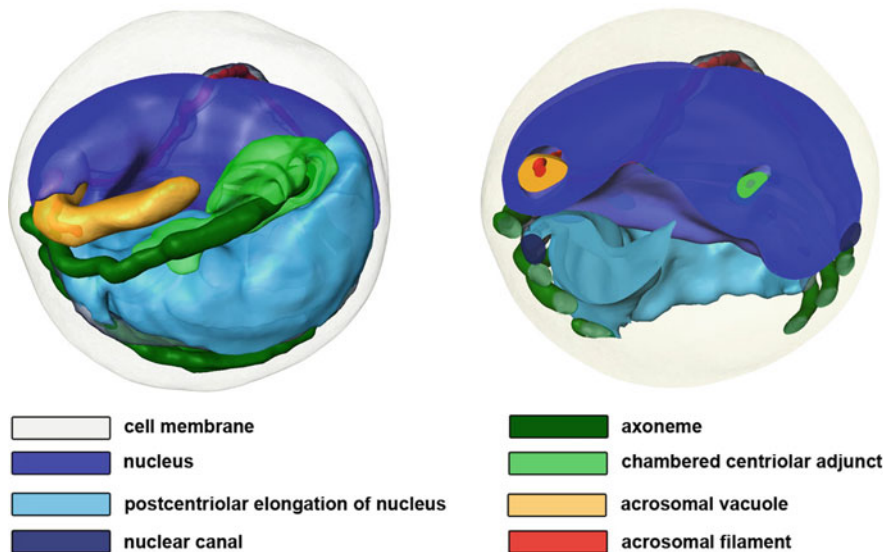 cell membrane
nucleus
postcentriolar elongation of nucleus
nuclear canal
axoneme
chambered centriolar adjunct
acrosomal vacuole
acrosomal filament